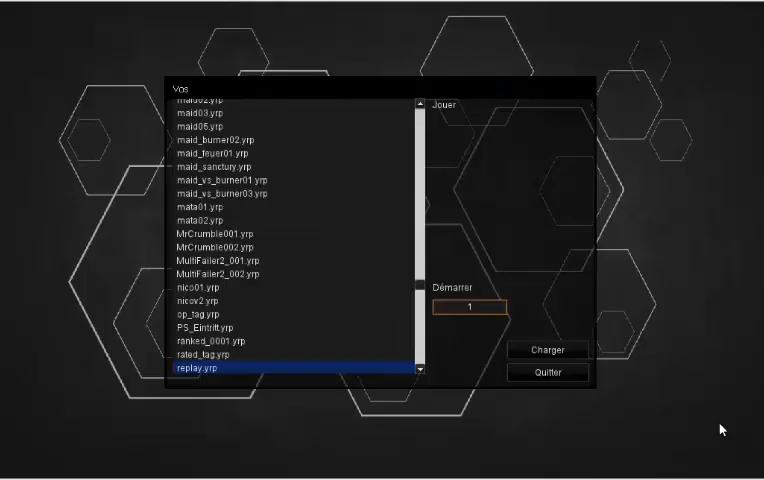 Vos
maid02.yrp
maid03.yrp
maid05.yrp
maid_burner02.yrp
maid_feuer01.yrp
maid_sanctury.yrp
maid_vs_burner01.yrp
maid_vs_burner03.yrp
mata01.yrp
mata02.yrp
MrCrumble001.yrp
MrCrumble002.yrp
MultiFailer2_001.yrp
MultiFailer2_002.yrp
nico01.yrp
nicov2.yrp
op_tag.yrp
PS_Eintritt.yrp
ranked_0001.yrp
rated_tag.yrp
replay.yrp
Jouer
Démarrer
1
Charger
Quitter